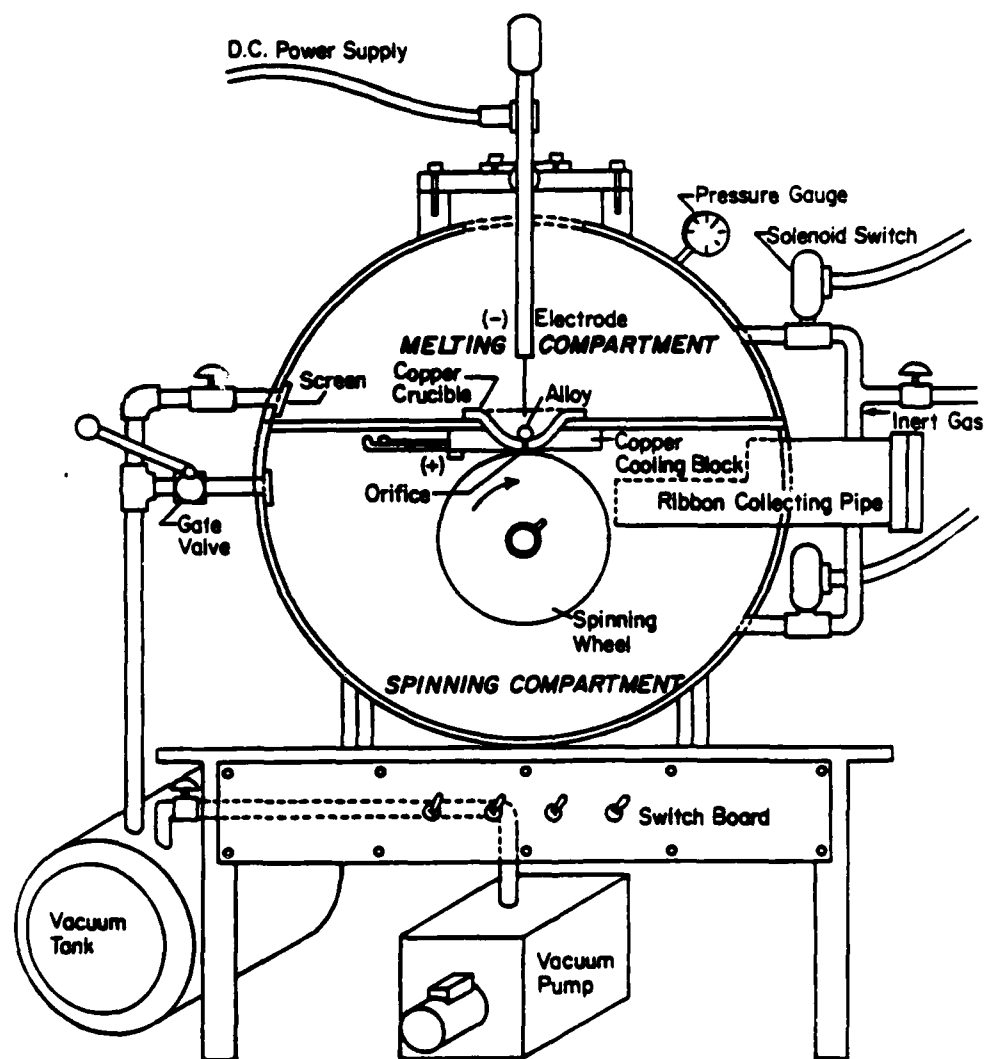 D.C. Power Supply
Pressure Gauge
Solenoid Switch
(-) Electrode
MELTING COMPARTMENT
Screen
Copper
Crucible
Alloy
Inert Gas
(+)
Copper
Cooling Block
Orifice
Ribbon Collecting Pipe
Gate
Valve
Spinning
Wheel
SPINNING COMPARTMENT
Switch Board
Vacuum
Tank
Vacuum
Pump